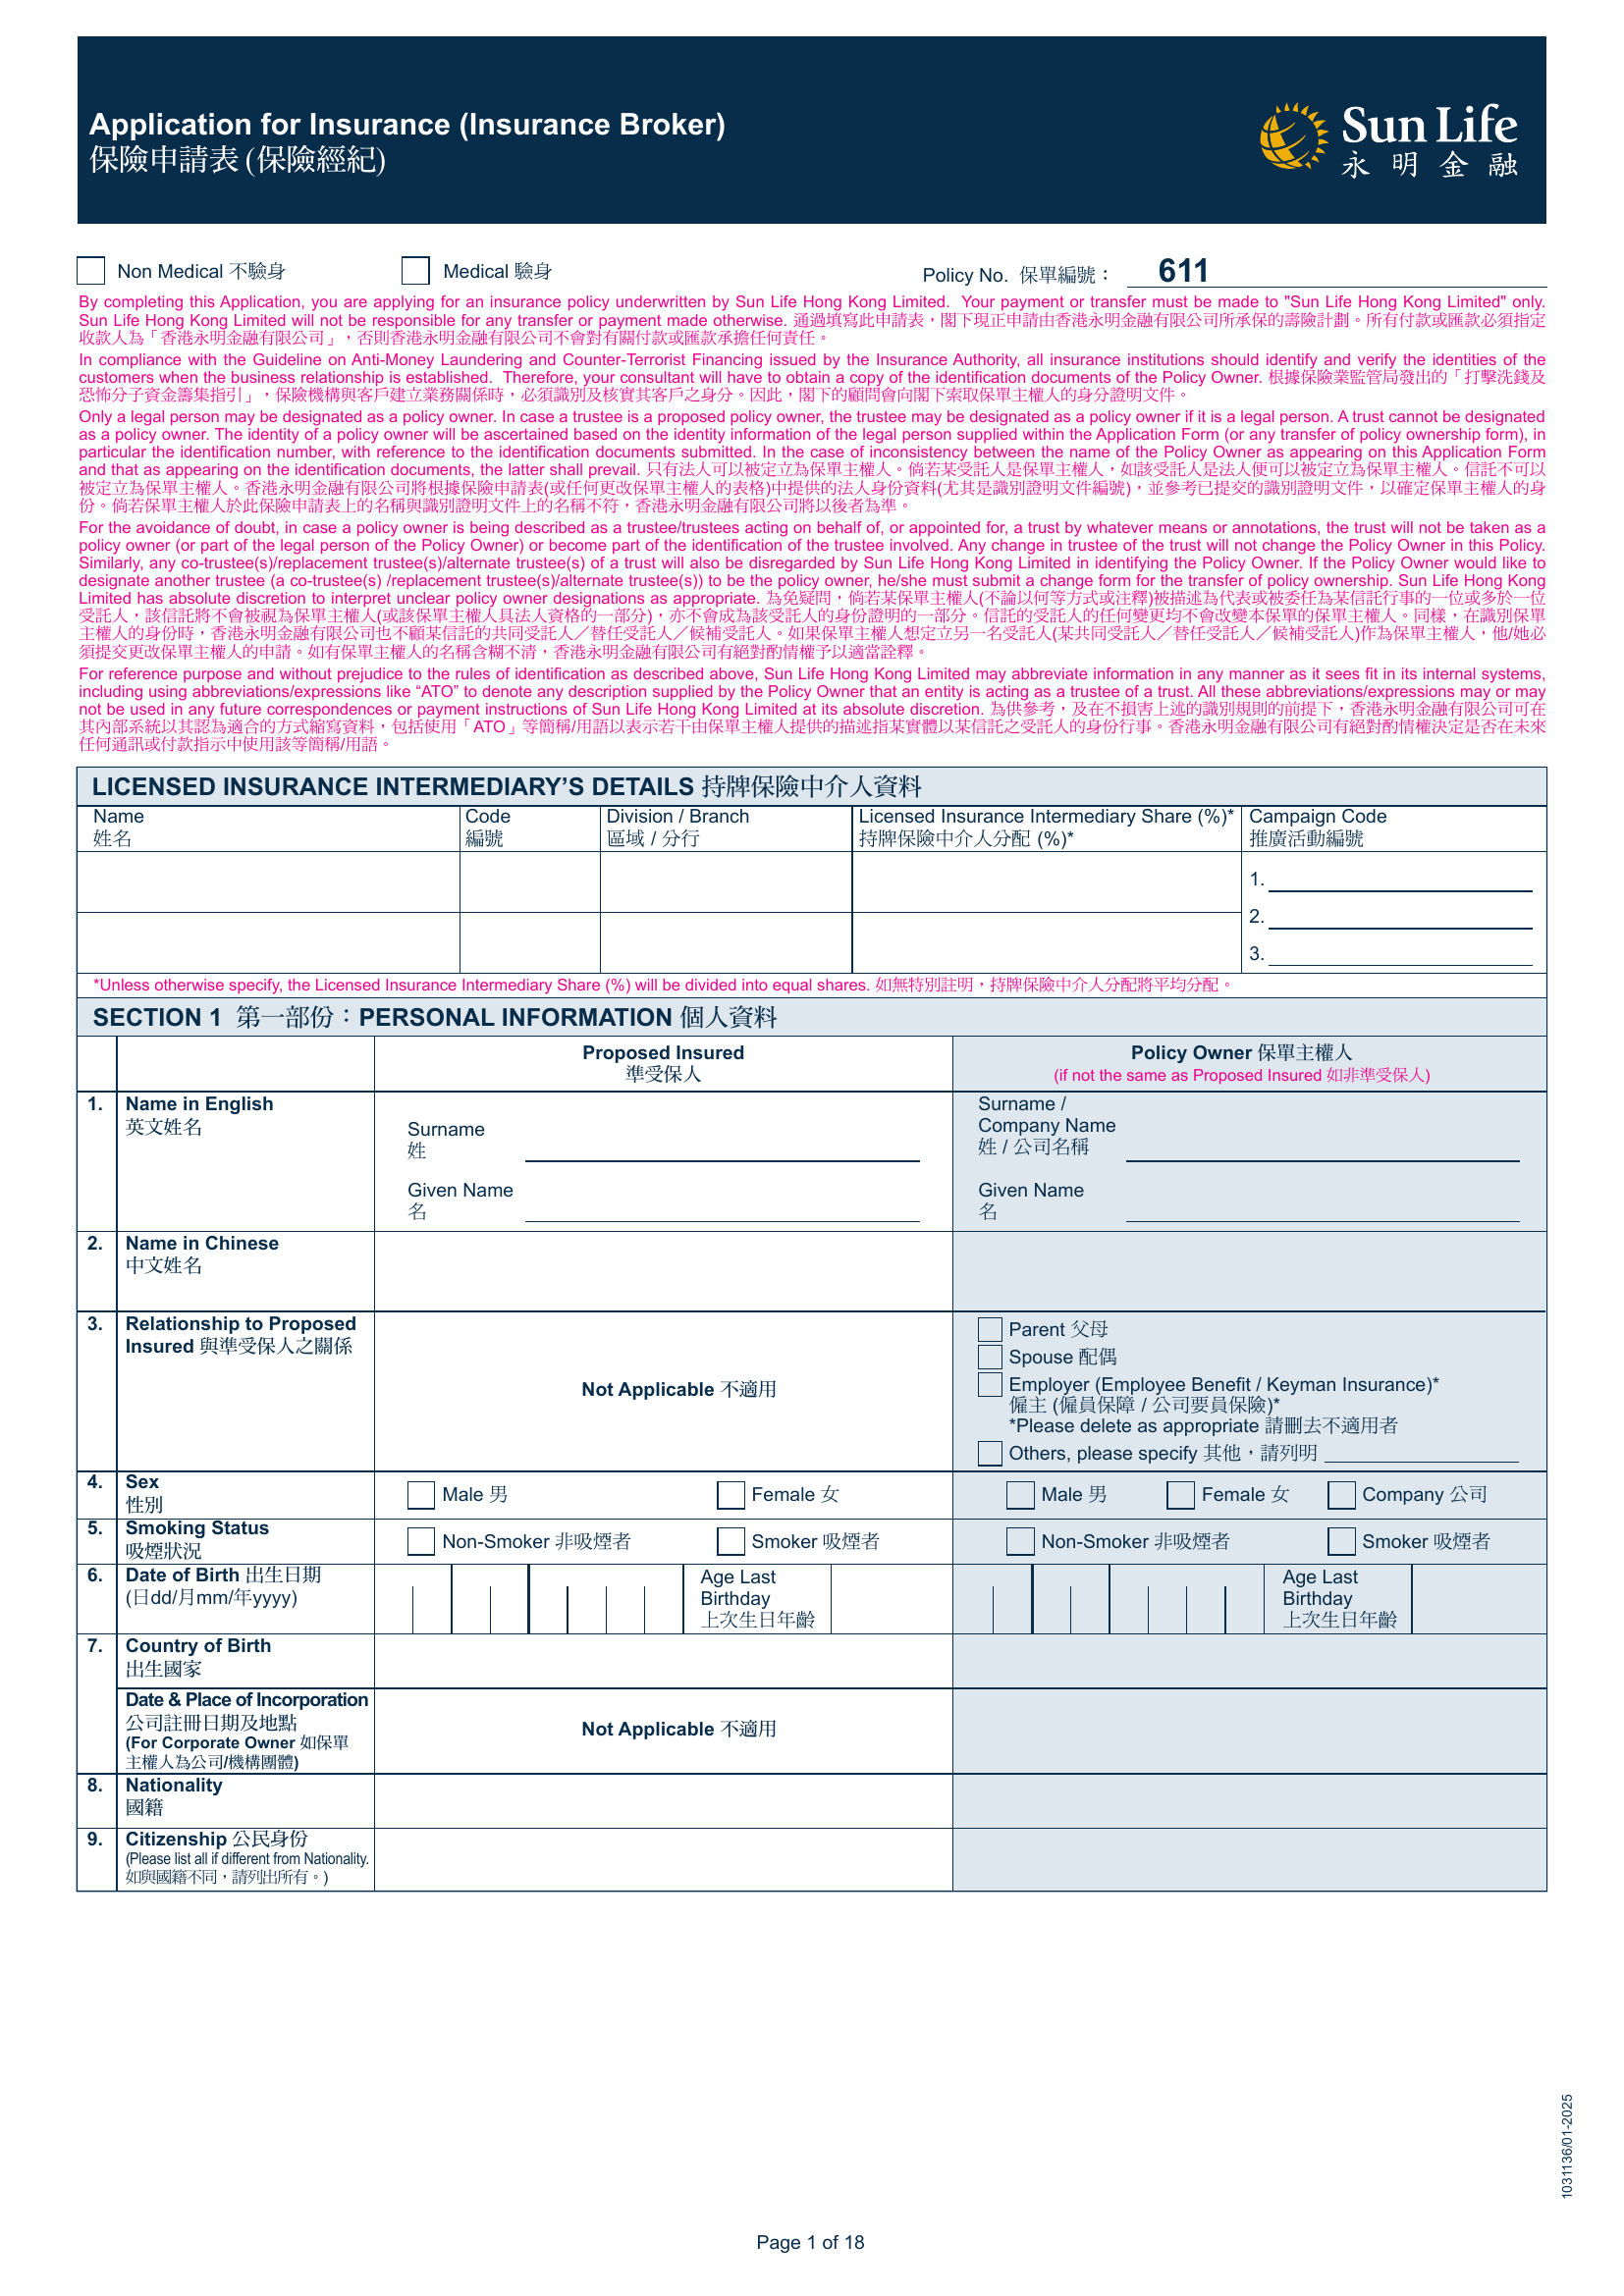 Application for Insurance (Insurance Broker)
保險申請表 (保險經紀)
Sun Life
永明金融
Non Medical 不驗身
Medical 驗身
Policy No. 保單編號：
611
By completing this Application, you are applying for an insurance policy underwritten by Sun Life Hong Kong Limited. Your payment or transfer must be made to "Sun Life Hong Kong Limited" only.
Sun Life Hong Kong Limited will not be responsible for any transfer or payment made otherwise. 通過填寫此申請表，閣下現正申請由香港永明金融有限公司所承保的壽險計劃。所有付款或匯款必須指定
收款人為「香港永明金融有限公司」，否則香港永明金融有限公司不會對有關付款或匯款承擔任何責任。
In compliance with the Guideline on Anti-Money Laundering and Counter-Terrorist Financing issued by the Insurance Authority, all insurance institutions should identify and verify the identities of the
customers when the business relationship is established. Therefore, your consultant will have to obtain a copy of the identification documents of the Policy Owner. 根據保險業監管局發出的「打擊洗錢及
恐怖分子資金籌集指引」，保險機構與客戶建立業務關係時，必須識別及核實其客戶之身分。因此，閣下的顧問會向閣下索取保單主權人的身分證明文件。
Only a legal person may be designated as a policy owner. In case a trustee is a proposed policy owner, the trustee may be designated as a policy owner if it is a legal person. A trust cannot be designated
as a policy owner. The identity of a policy owner will be ascertained based on the identity information of the legal person supplied within the Application Form (or any transfer of policy ownership form), in
particular the identification number, with reference to the identification documents submitted. In the case of inconsistency between the name of the Policy Owner as appearing on this Application Form
and that as appearing on the identification documents, the latter shall prevail. 只有法人可以被定立為保單主權人。倘若某受託人是保單主權人，如該受託人是法人便可以被定立為保單主權人。信託不可以
被定立為保單主權人。香港永明金融有限公司將根據保險申請表(或任何更改保單主權人的表格)中提供的法人身份資料(尤其是識別證明文件編號)，並參考已提交的識別證明文件，以確定保單主權人的身
份。倘若保單主權人於此保險申請表上的名稱與識別證明文件上的名稱不符，香港永明金融有限公司將以後者為準。
For the avoidance of doubt, in case a policy owner is being described as a trustee/trustees acting on behalf of, or appointed for, a trust by whatever means or annotations, the trust will not be taken as a
policy owner (or part of the legal person of the Policy Owner) or become part of the identification of the trustee involved. Any change in trustee of the trust will not change the Policy Owner in this Policy.
Similarly, any co-trustee(s)/replacement trustee(s)/alternate trustee(s) of a trust will also be disregarded by Sun Life Hong Kong Limited in identifying the Policy Owner. If the Policy Owner would like to
designate another trustee (a co-trustee(s) /replacement trustee(s)/alternate trustee(s)) to be the policy owner, he/she must submit a change form for the transfer of policy ownership. Sun Life Hong Kong
Limited has absolute discretion to interpret unclear policy owner designations as appropriate. 為免疑問，倘若某保單主權人(不論以何等方式或注釋)被描述為代表或被委任為某信託行事的一位或多於一位
受託人，該信託將不會被視為保單主權人(或該保單主權人具法人資格的一部分)，亦不會成為該受託人的身份證明的一部分。信託的受託人的任何變更均不會改變本保單的保單主權人。同樣，在識別保單
主權人的身份時，香港永明金融有限公司也不顧某信託的共同受託人／替任受託人／候補受託人。如果保單主權人想定立另一名受託人(某共同受託人／替任受託人／候補受託人)作為保單主權人，他/她必
須提交更改保單主權人的申請。如有保單主權人的名稱含糊不清，香港永明金融有限公司有絕對酌情權予以適當詮釋。
For reference purpose and without prejudice to the rules of identification as described above, Sun Life Hong Kong Limited may abbreviate information in any manner as it sees fit in its internal systems,
including using abbreviations/expressions like “ATO” to denote any description supplied by the Policy Owner that an entity is acting as a trustee of a trust. All these abbreviations/expressions may or may
not be used in any future correspondences or payment instructions of Sun Life Hong Kong Limited at its absolute discretion. 為供參考，及在不損害上述的識別規則的前提下，香港永明金融有限公司可在
其內部系統以其認為適合的方式縮寫資料，包括使用「ATO」等簡稱/用語以表示若干由保單主權人提供的描述指某實體以某信託之受託人的身份行事。香港永明金融有限公司有絕對酌情權決定是否在未來
任何通訊或付款指示中使用該等簡稱/用語。
LICENSED INSURANCE INTERMEDIARY’S DETAILS 持牌保險中介人資料
Name
姓名
Code
編號
Division / Branch
區域 / 分行
Licensed Insurance Intermediary Share (%)*
持牌保險中介人分配 (%)*
Campaign Code
推廣活動編號
1.
2.
3.
*Unless otherwise specify, the Licensed Insurance Intermediary Share (%) will be divided into equal shares. 如無特別註明，持牌保險中介人分配將平均分配。
SECTION 1 第一部份：PERSONAL INFORMATION 個人資料
Proposed Insured
準受保人
Policy Owner 保單主權人
(if not the same as Proposed Insured 如非準受保人)
1. Name in English
英文姓名
Surname
姓
Given Name
名
Surname /
Company Name
姓 / 公司名稱
Given Name
名
2. Name in Chinese
中文姓名
3. Relationship to Proposed
Insured 與準受保人之關係
Not Applicable 不適用
Parent 父母
Spouse 配偶
Employer (Employee Benefit / Keyman Insurance)*
僱主 (僱員保障 / 公司要員保險)*
*Please delete as appropriate 請刪去不適用者
Others, please specify 其他，請列明
4. Sex
性別
Male 男
Female 女
Male 男
Female 女
Company 公司
5. Smoking Status
吸煙狀況
Non-Smoker 非吸煙者
Smoker 吸煙者
Non-Smoker 非吸煙者
Smoker 吸煙者
6. Date of Birth 出生日期
(日dd/月mm/年yyyy)
Age Last
Birthday
上次生日年齡
Age Last
Birthday
上次生日年齡
7. Country of Birth
出生國家
Date & Place of Incorporation
公司註冊日期及地點
(For Corporate Owner 如保單
主權人為公司/機構團體)
Not Applicable 不適用
8. Nationality
國籍
9. Citizenship 公民身份
(Please list all if different from Nationality.
如與國籍不同，請列出所有。)
1031136/01-2025
Page 1 of 18